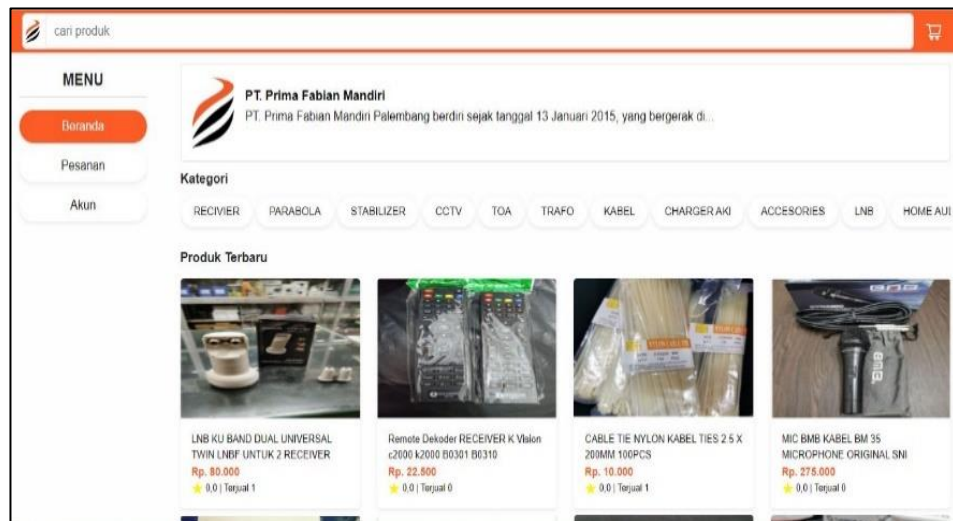 cari produk
MENU
Beranda
Pesanan
Akun
PT. Prima Fabian Mandiri
PT. Prima Fabian Mandiri Palembang berdiri sejak tanggal 13 Januari 2015, yang bergerak di...
Kategori
RECIVIER PARABOLA STABILIZER CCTV TOA TRAFO KABEL CHARGER AKI ACCESORIES LNB HOME AUI
Produk Terbaru
BMB
LNB KU BAND DUAL UNIVERSAL
TWIN LNBF UNTUK 2 RECEIVER
Rp. 80.000
0,0 | Terjual 1
Remote Dekoder RECEIVER K Vision
c2000 k2000 B0301 B0310
Rp. 22.500
0,0 | Terjual 0
CABLE TIE NYLON KABEL TIES 2.5 X
200MM 100PCS
Rp. 10.000
0,0 | Terjual 1
MIC BMB KABEL BM 35
MICROPHONE ORIGINAL SNI
Rp. 275.000
0,0 | Terjual 0